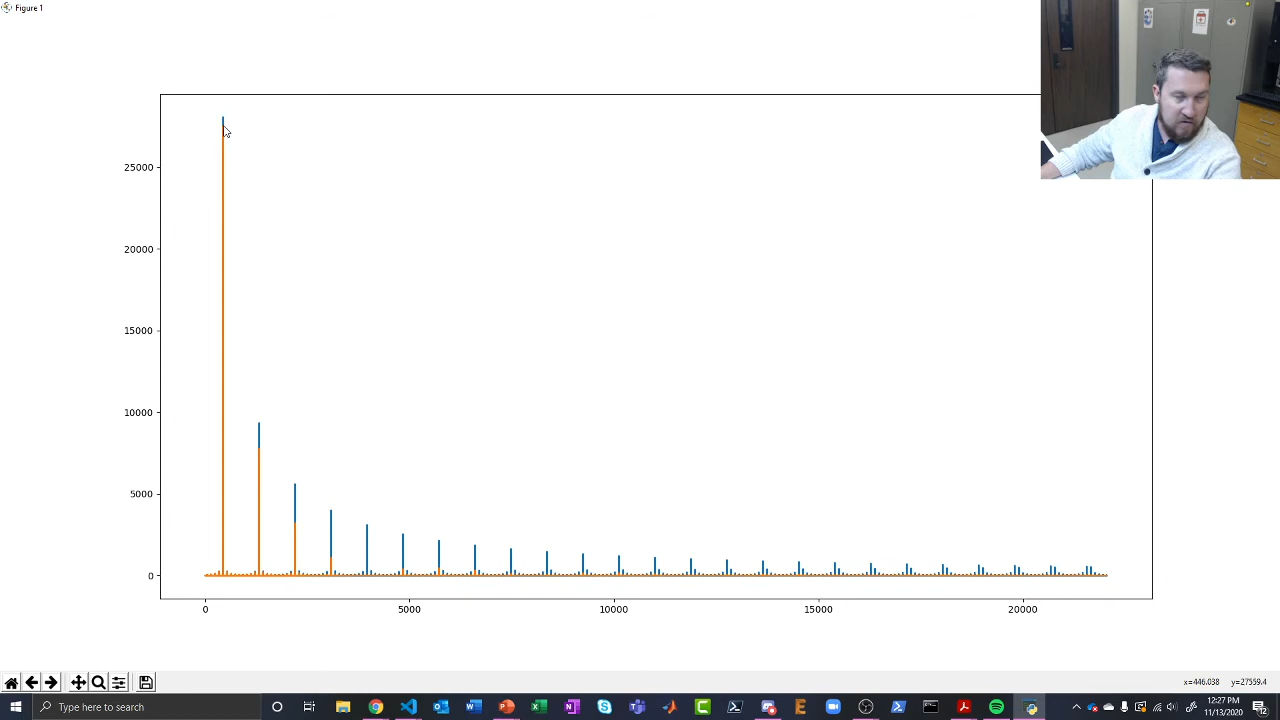 Figure 1
25000
20000
15000
10000
5000
0
0 5000 10000 15000 20000
x=446.038 y=27559.4
Type here to search
12:27 PM
11/13/2020